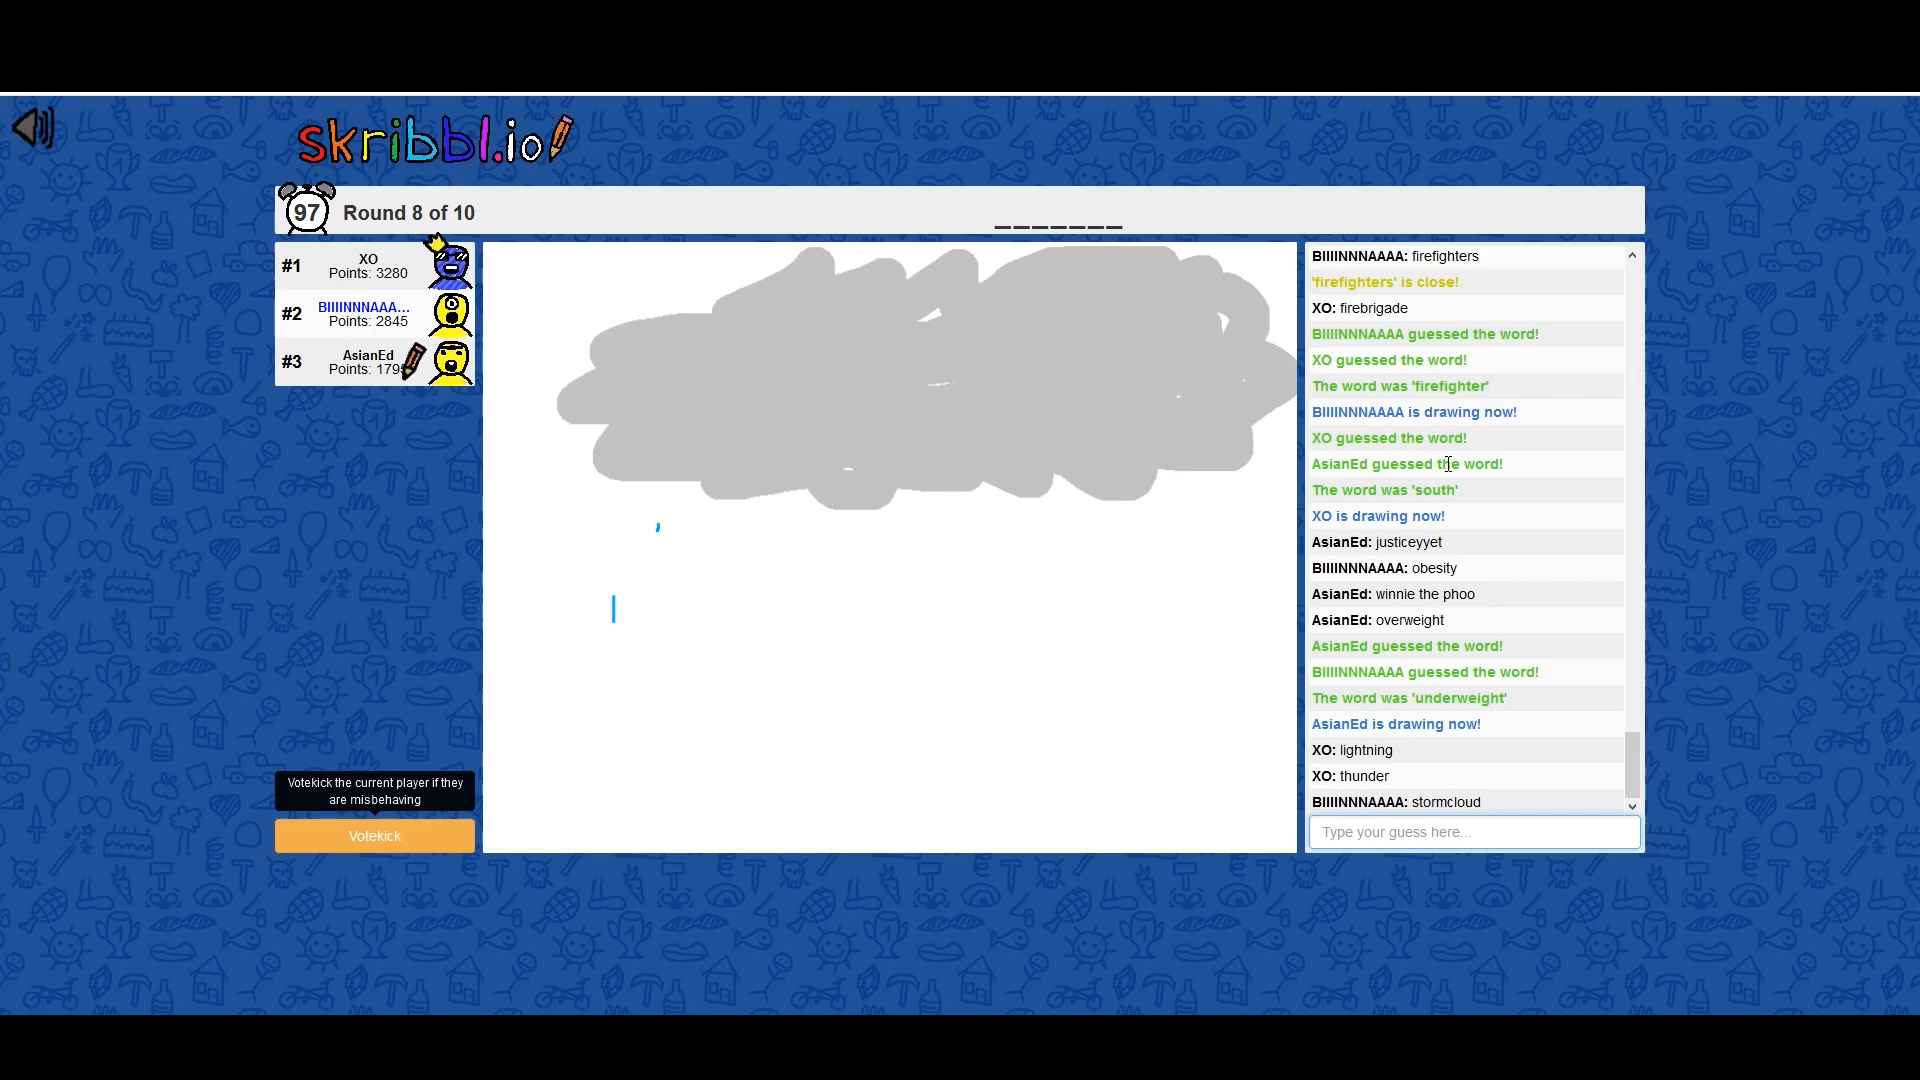 skribbl.io
97
Round 8 of 10
_______
#1
XO
Points: 3280
#2
BIIIINNNAAA...
Points: 2845
#3
AsianEd
Points: 1795
Votekick the current player if they
are misbehaving
Votekick
BIIIINNNAAAA: firefighters
'firefighters' is close!
XO: firebrigade
BIIIINNNAAAA guessed the word!
XO guessed the word!
The word was 'firefighter'
BIIIINNNAAAA is drawing now!
XO guessed the word!
AsianEd guessed the word!
The word was 'south'
XO is drawing now!
AsianEd: justiceyyet
BIIIINNNAAAA: obesity
AsianEd: winnie the phoo
AsianEd: overweight
AsianEd guessed the word!
BIIIINNNAAAA guessed the word!
The word was 'underweight'
AsianEd is drawing now!
XO: lightning
XO: thunder
BIIIINNNAAAA: stormcloud
Type your guess here...